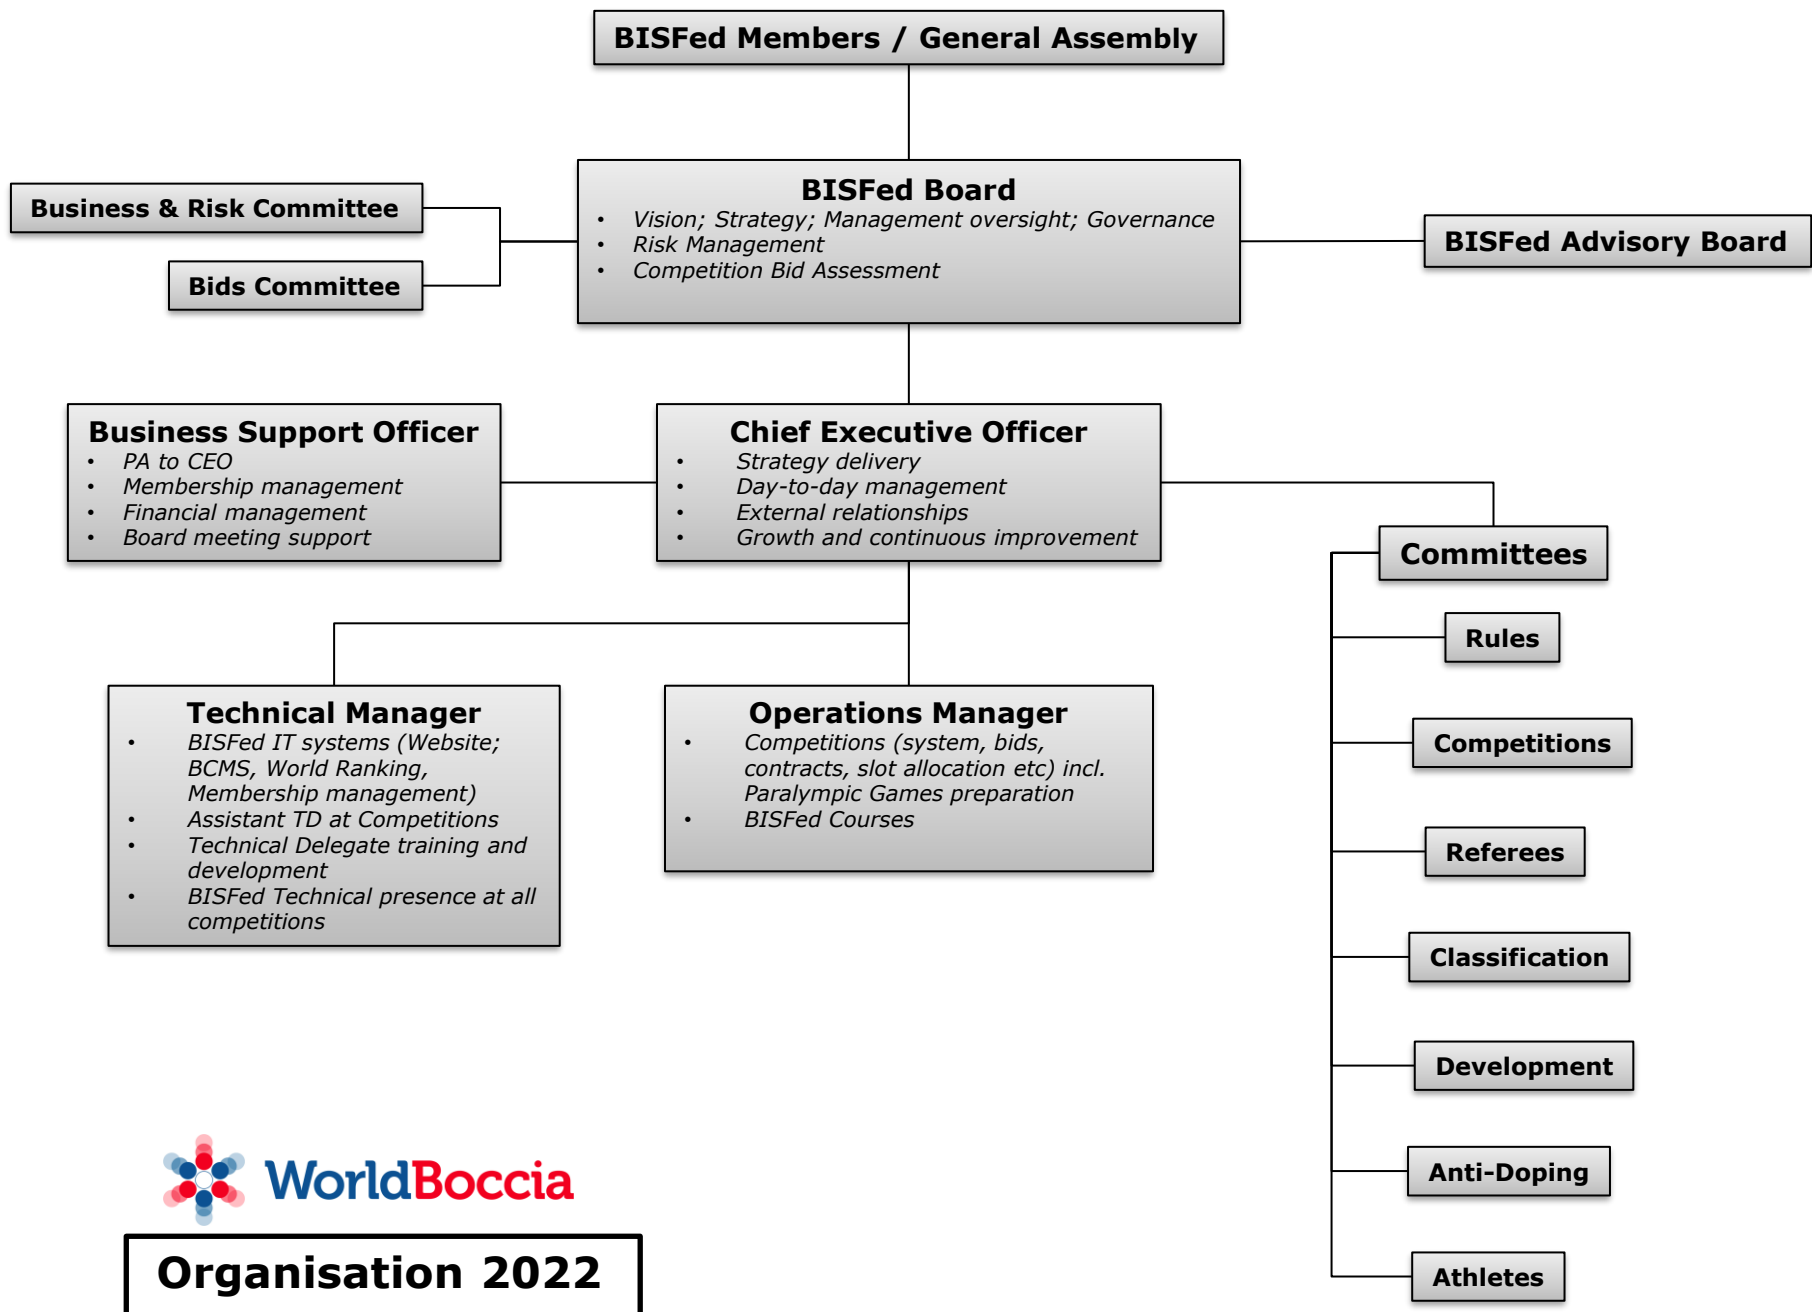 BISFed Members / General Assembly
BISFed Board
• Vision; Strategy; Management oversight; Governance
• Risk Management
• Competition Bid Assessment
Business & Risk Committee
Bids Committee
BISFed Advisory Board
Business Support Officer
• PA to CEO
• Membership management
• Financial management
• Board meeting support
Chief Executive Officer
• Strategy delivery
• Day-to-day management
• External relationships
• Growth and continuous improvement
Committees
Rules
Competitions
Referees
Classification
Development
Anti-Doping
Athletes
Technical Manager
• BISFed IT systems (Website;
BCMS, World Ranking,
Membership management)
• Assistant TD at Competitions
• Technical Delegate training and
development
• BISFed Technical presence at all
competitions
Operations Manager
• Competitions (system, bids,
contracts, slot allocation etc) incl.
Paralympic Games preparation
• BISFed Courses
WorldBoccia
Organisation 2022